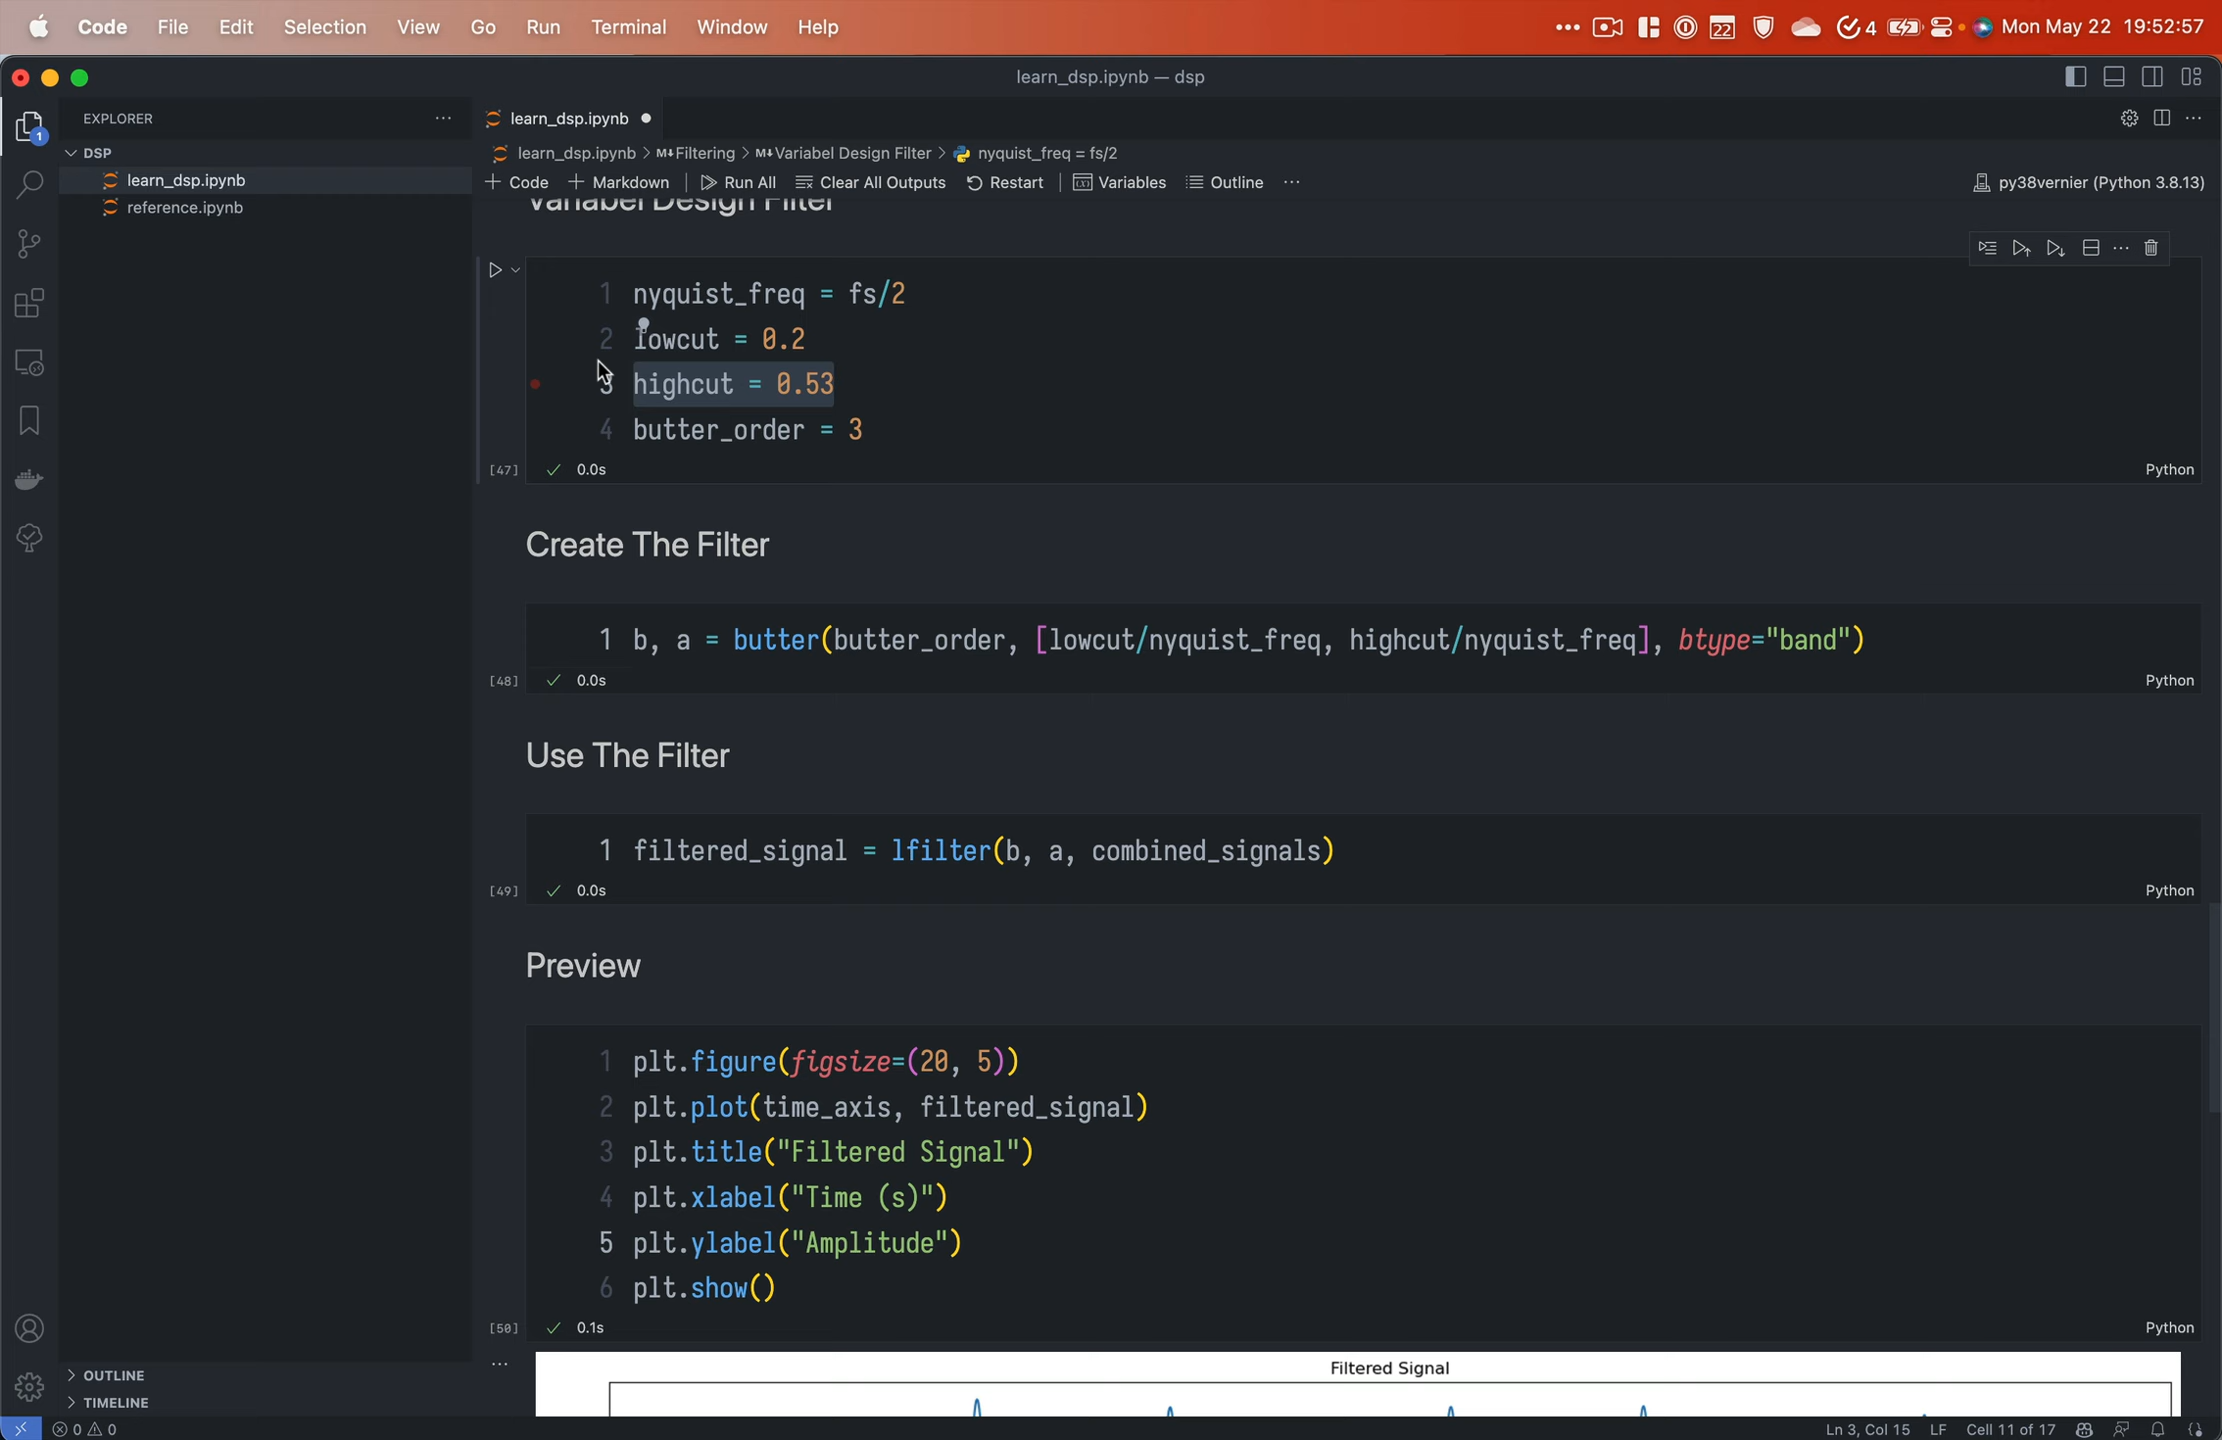 Code File Edit Selection View Go Run Terminal Window Help 22 4 Mon May 22 19:52:57
learn_dsp.ipynb — dsp
EXPLORER
learn_dsp.ipynb
DSP
learn_dsp.ipynb > M↓Filtering > M↓Variabel Design Filter > nyquist_freq = fs/2
1
learn_dsp.ipynb
reference.ipynb
+ Code + Markdown Run All Clear All Outputs Restart Variables Outline ... py38vernier (Python 3.8.13)
Variabel Design Filter
1 nyquist_freq = fs/2
2 lowcut = 0.2
3 highcut = 0.53
4 butter_order = 3
[47] ✓ 0.0s Python
Create The Filter
1 b, a = butter(butter_order, [lowcut/nyquist_freq, highcut/nyquist_freq], btype="band")
[48] ✓ 0.0s Python
Use The Filter
1 filtered_signal = lfilter(b, a, combined_signals)
[49] ✓ 0.0s Python
Preview
1 plt.figure(figsize=(20, 5))
2 plt.plot(time_axis, filtered_signal)
3 plt.title("Filtered Signal")
4 plt.xlabel("Time (s)")
5 plt.ylabel("Amplitude")
6 plt.show()
[50] ✓ 0.1s Python
Filtered Signal
OUTLINE
TIMELINE
0 0 Ln 3, Col 15 LF Cell 11 of 17